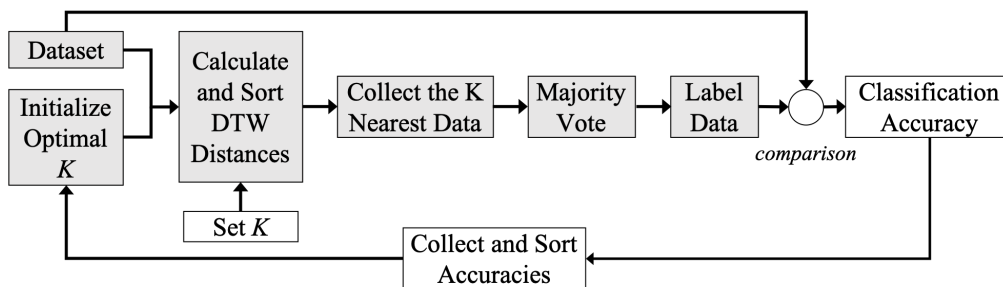 Dataset
Initialize
Optimal
K
Calculate
and Sort
DTW
Distances
Set K
Collect the K
Nearest Data
Majority
Vote
Label
Data
comparison
Classification
Accuracy
Collect and Sort
Accuracies